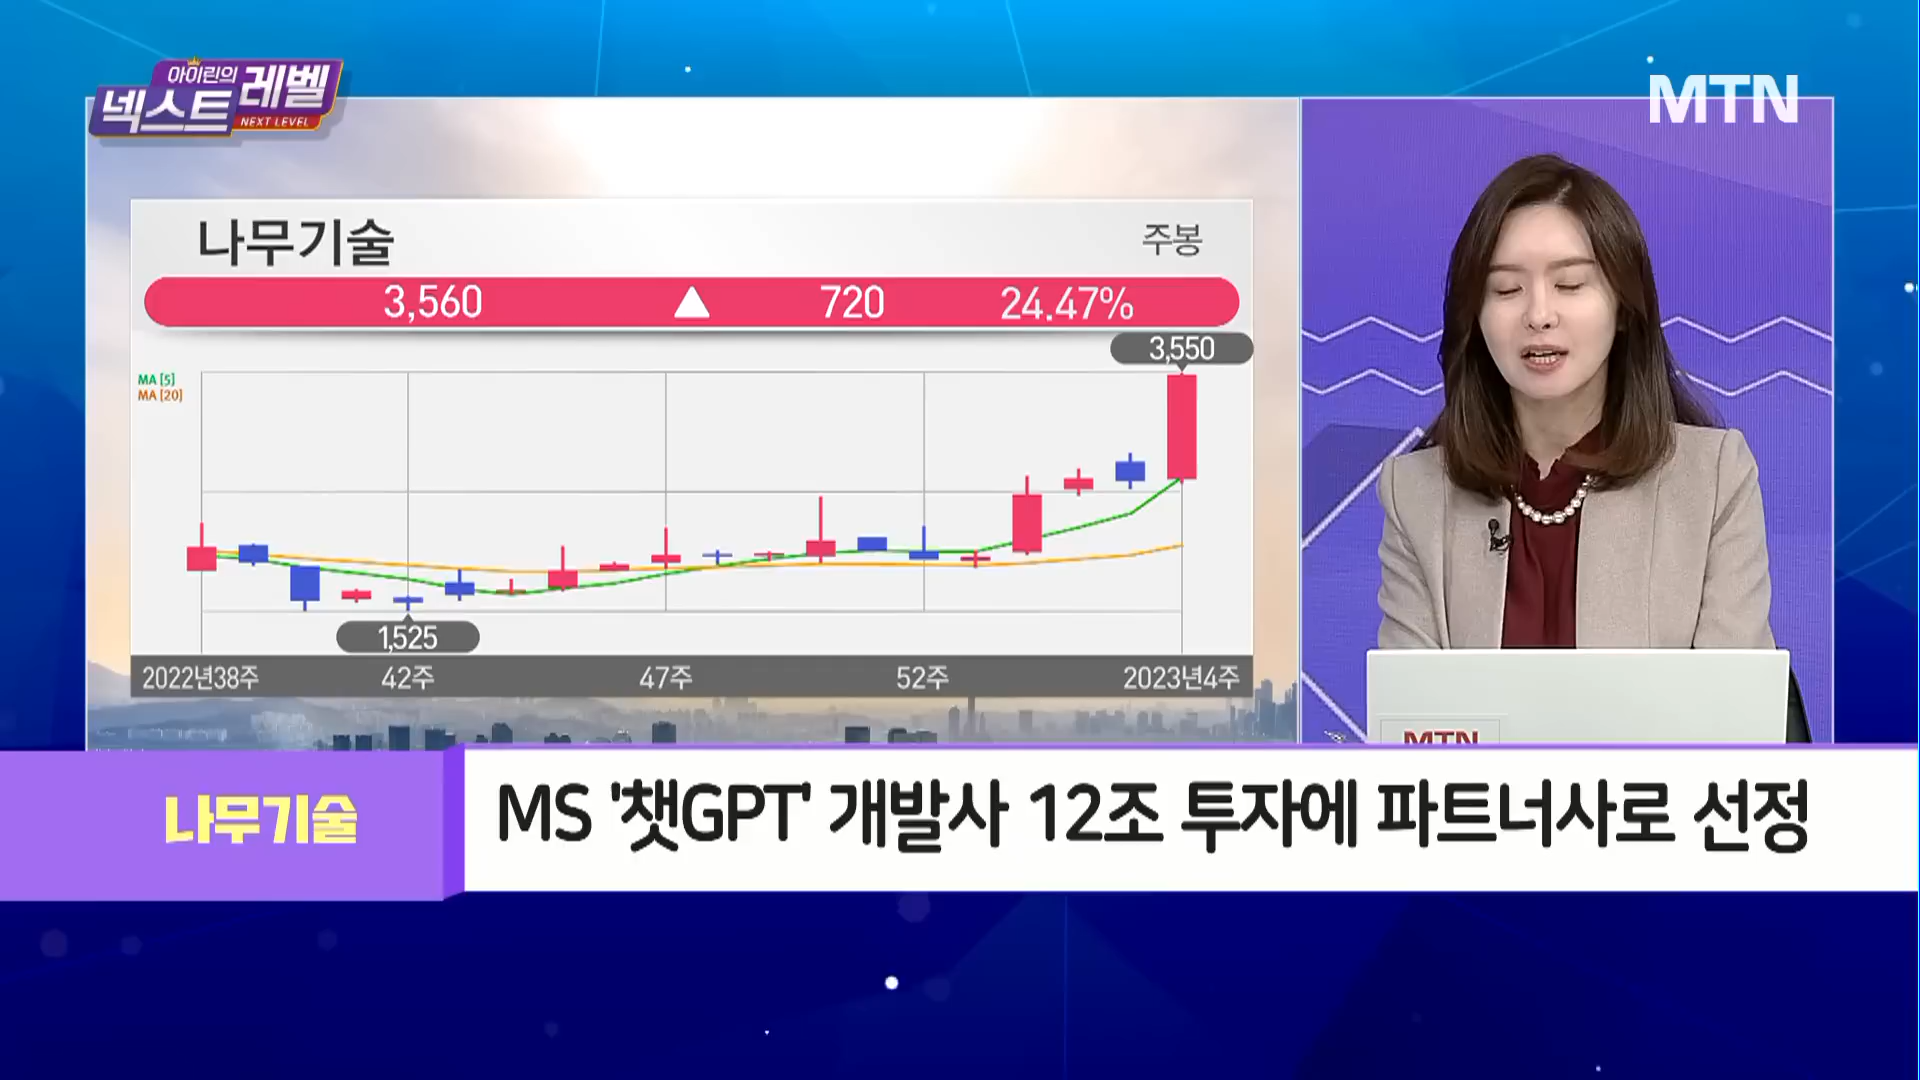 아이린의
넥스트 레벨
NEXT LEVEL
MTN
나무기술
주봉
3,560 ▲ 720 24.47%
3,550
MA [5]
MA [20]
1,525
2022년38주 42주 47주 52주 2023년4주
MTN
나무기술
MS '챗GPT' 개발사 12조 투자에 파트너사로 선정